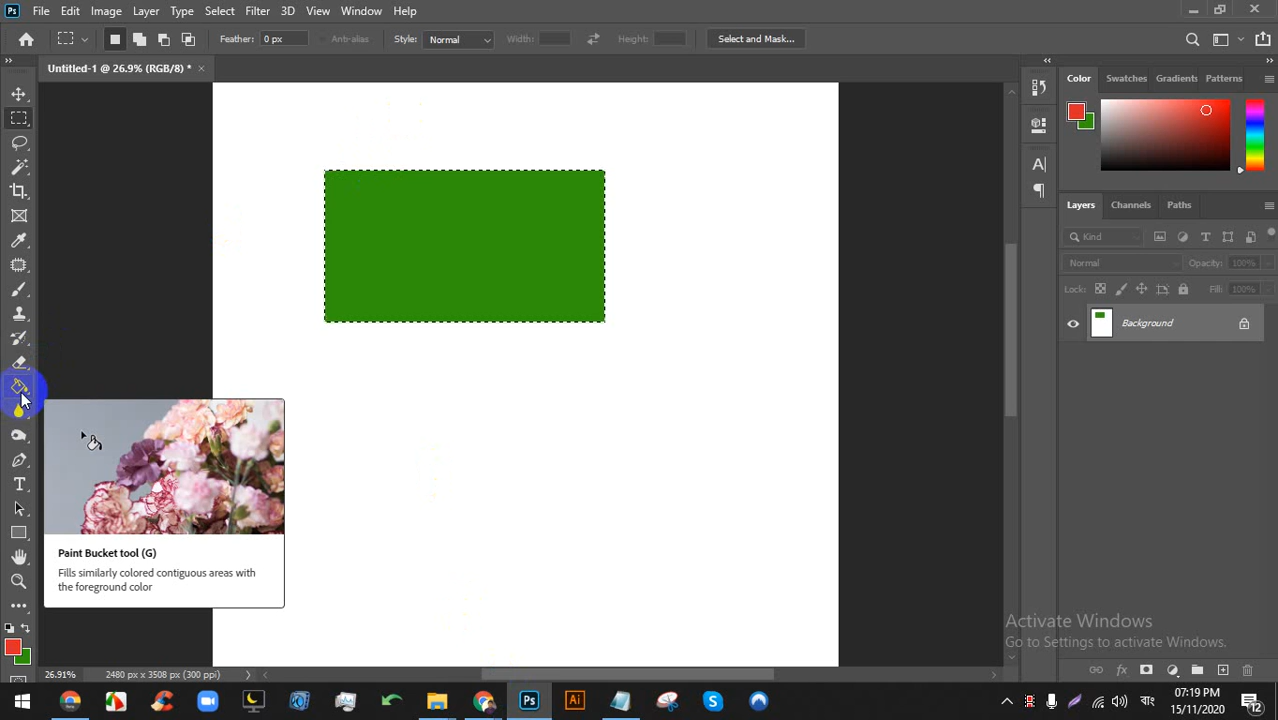 Ps File Edit Image Layer Type Select Filter 3D View Window Help
Feather: 0 px Anti-alias Style: Normal Width: Height: Select and Mask...
Untitled-1 @ 26.9% (RGB/8) * ×
Color Swatches Gradients Patterns
Layers Channels Paths
Kind
Normal Opacity: 100%
Lock: Fill: 100%
Background
Paint Bucket tool (G)
Fills similarly colored contiguous areas with
the foreground color
Activate Windows
Go to Settings to activate Windows.
26.91% 2480 px x 3508 px (300 ppi)
Ps Ai বাং 07:19 PM
15/11/2020 12